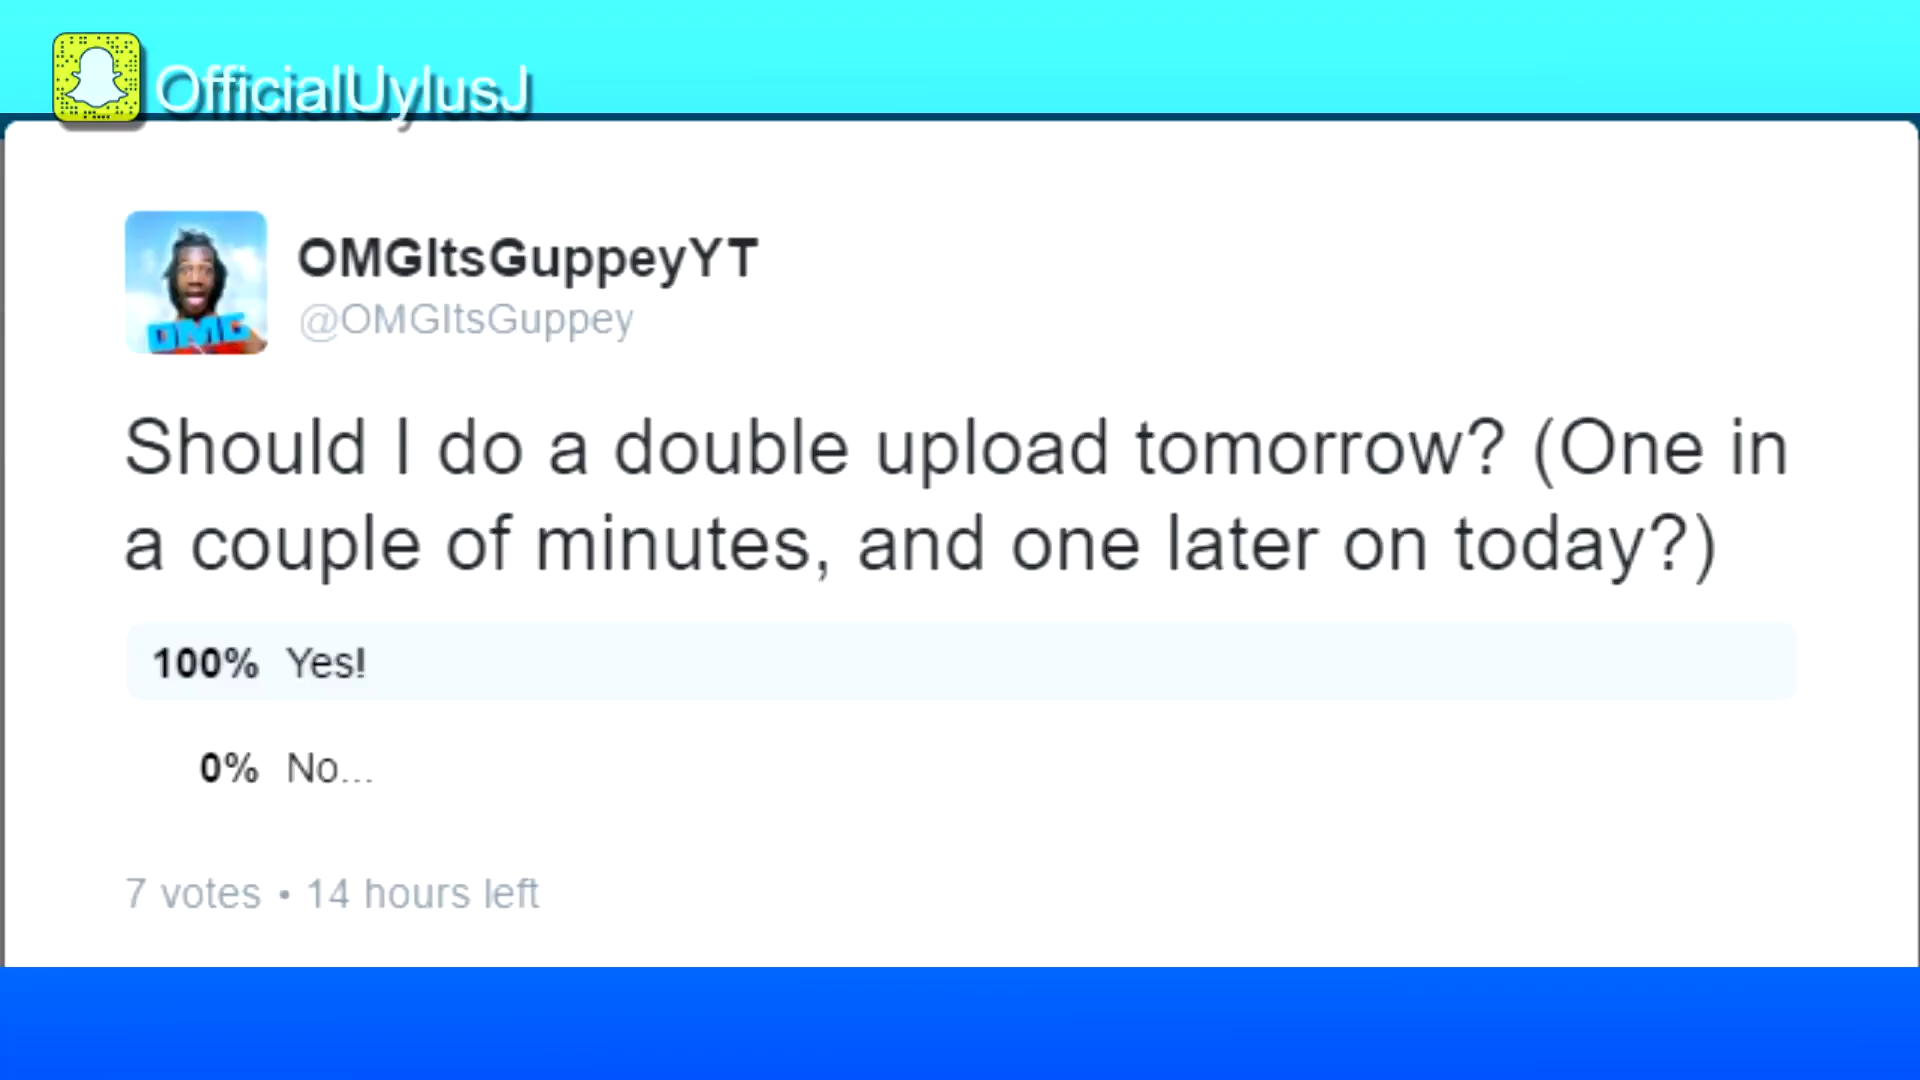 OfficialUylusJ
OMGItsGuppeyYT
@OMGItsGuppey
OMG
Should I do a double upload tomorrow? (One in
a couple of minutes, and one later on today?)
100% Yes!
0% No...
7 votes • 14 hours left